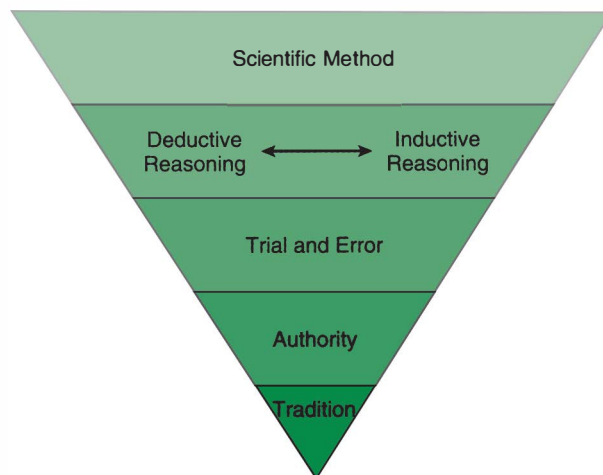 Scientific Method
Deductive
Reasoning
Inductive
Reasoning
Trial and Error
Authority
Tradition